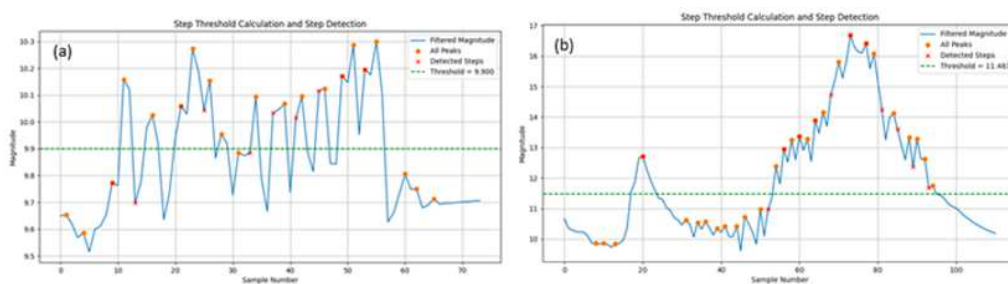 Step Threshold Calculation and Step Detection
(a)
Filtered Magnitude
All Peaks
Detected Steps
Threshold = 9.900
10.3
10.2
10.1
10.0
9.9
9.8
9.7
9.6
9.5
Magnitude
0 10 20 30 40 50 60 70
Sample Number
Step Threshold Calculation and Step Detection
(b)
Filtered Magnitude
All Peaks
Detected Steps
Threshold = 11.48
17
16
15
14
13
12
11
10
Magnitude
0 20 40 60 80 100
Sample Number